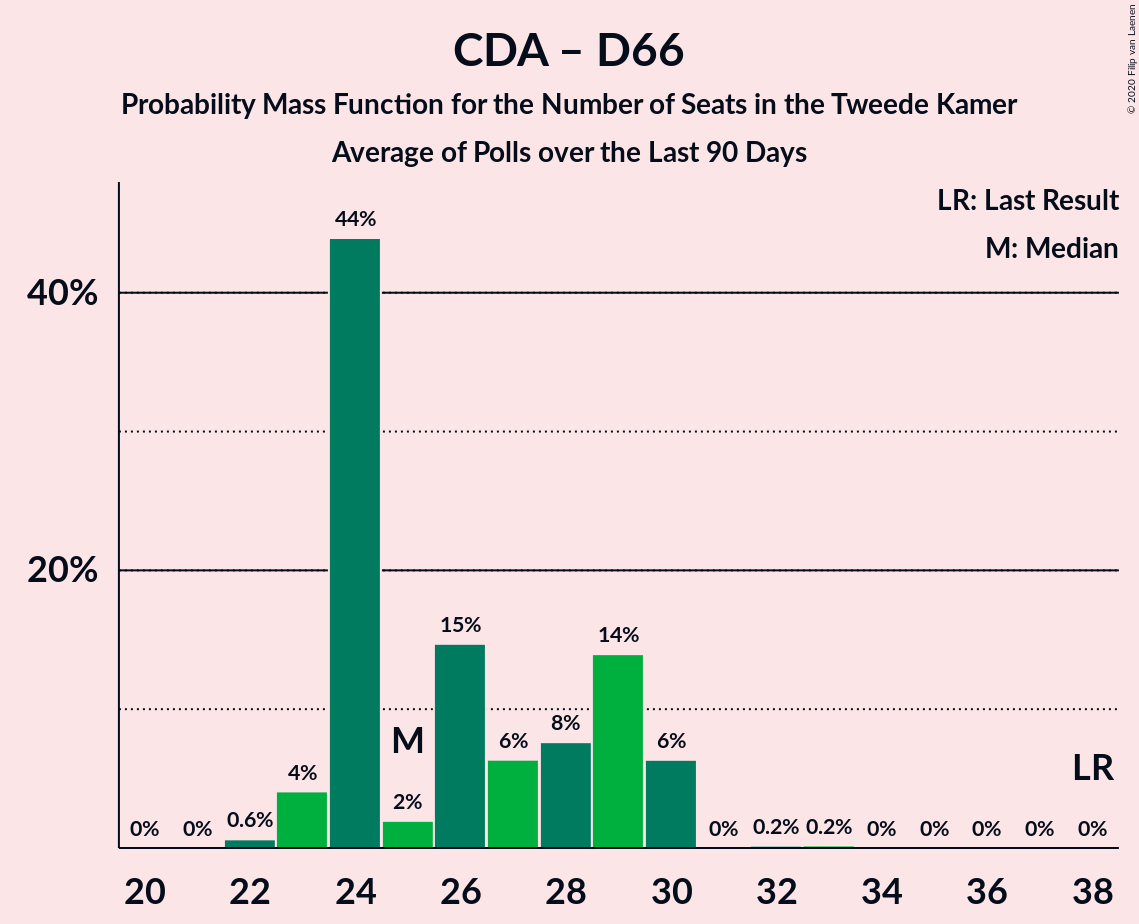 CDA – D66
Probability Mass Function for the Number of Seats in the Tweede Kamer
Average of Polls over the Last 90 Days
© 2020 Filip van Laenen
LR: Last Result
M: Median
40%
20%
0%
0%
0.6%
4%
44%
2%
M
15%
6%
8%
14%
6%
0%
0.2%
0.2%
0%
0%
0%
0%
0%
LR
20 22 24 26 28 30 32 34 36 38